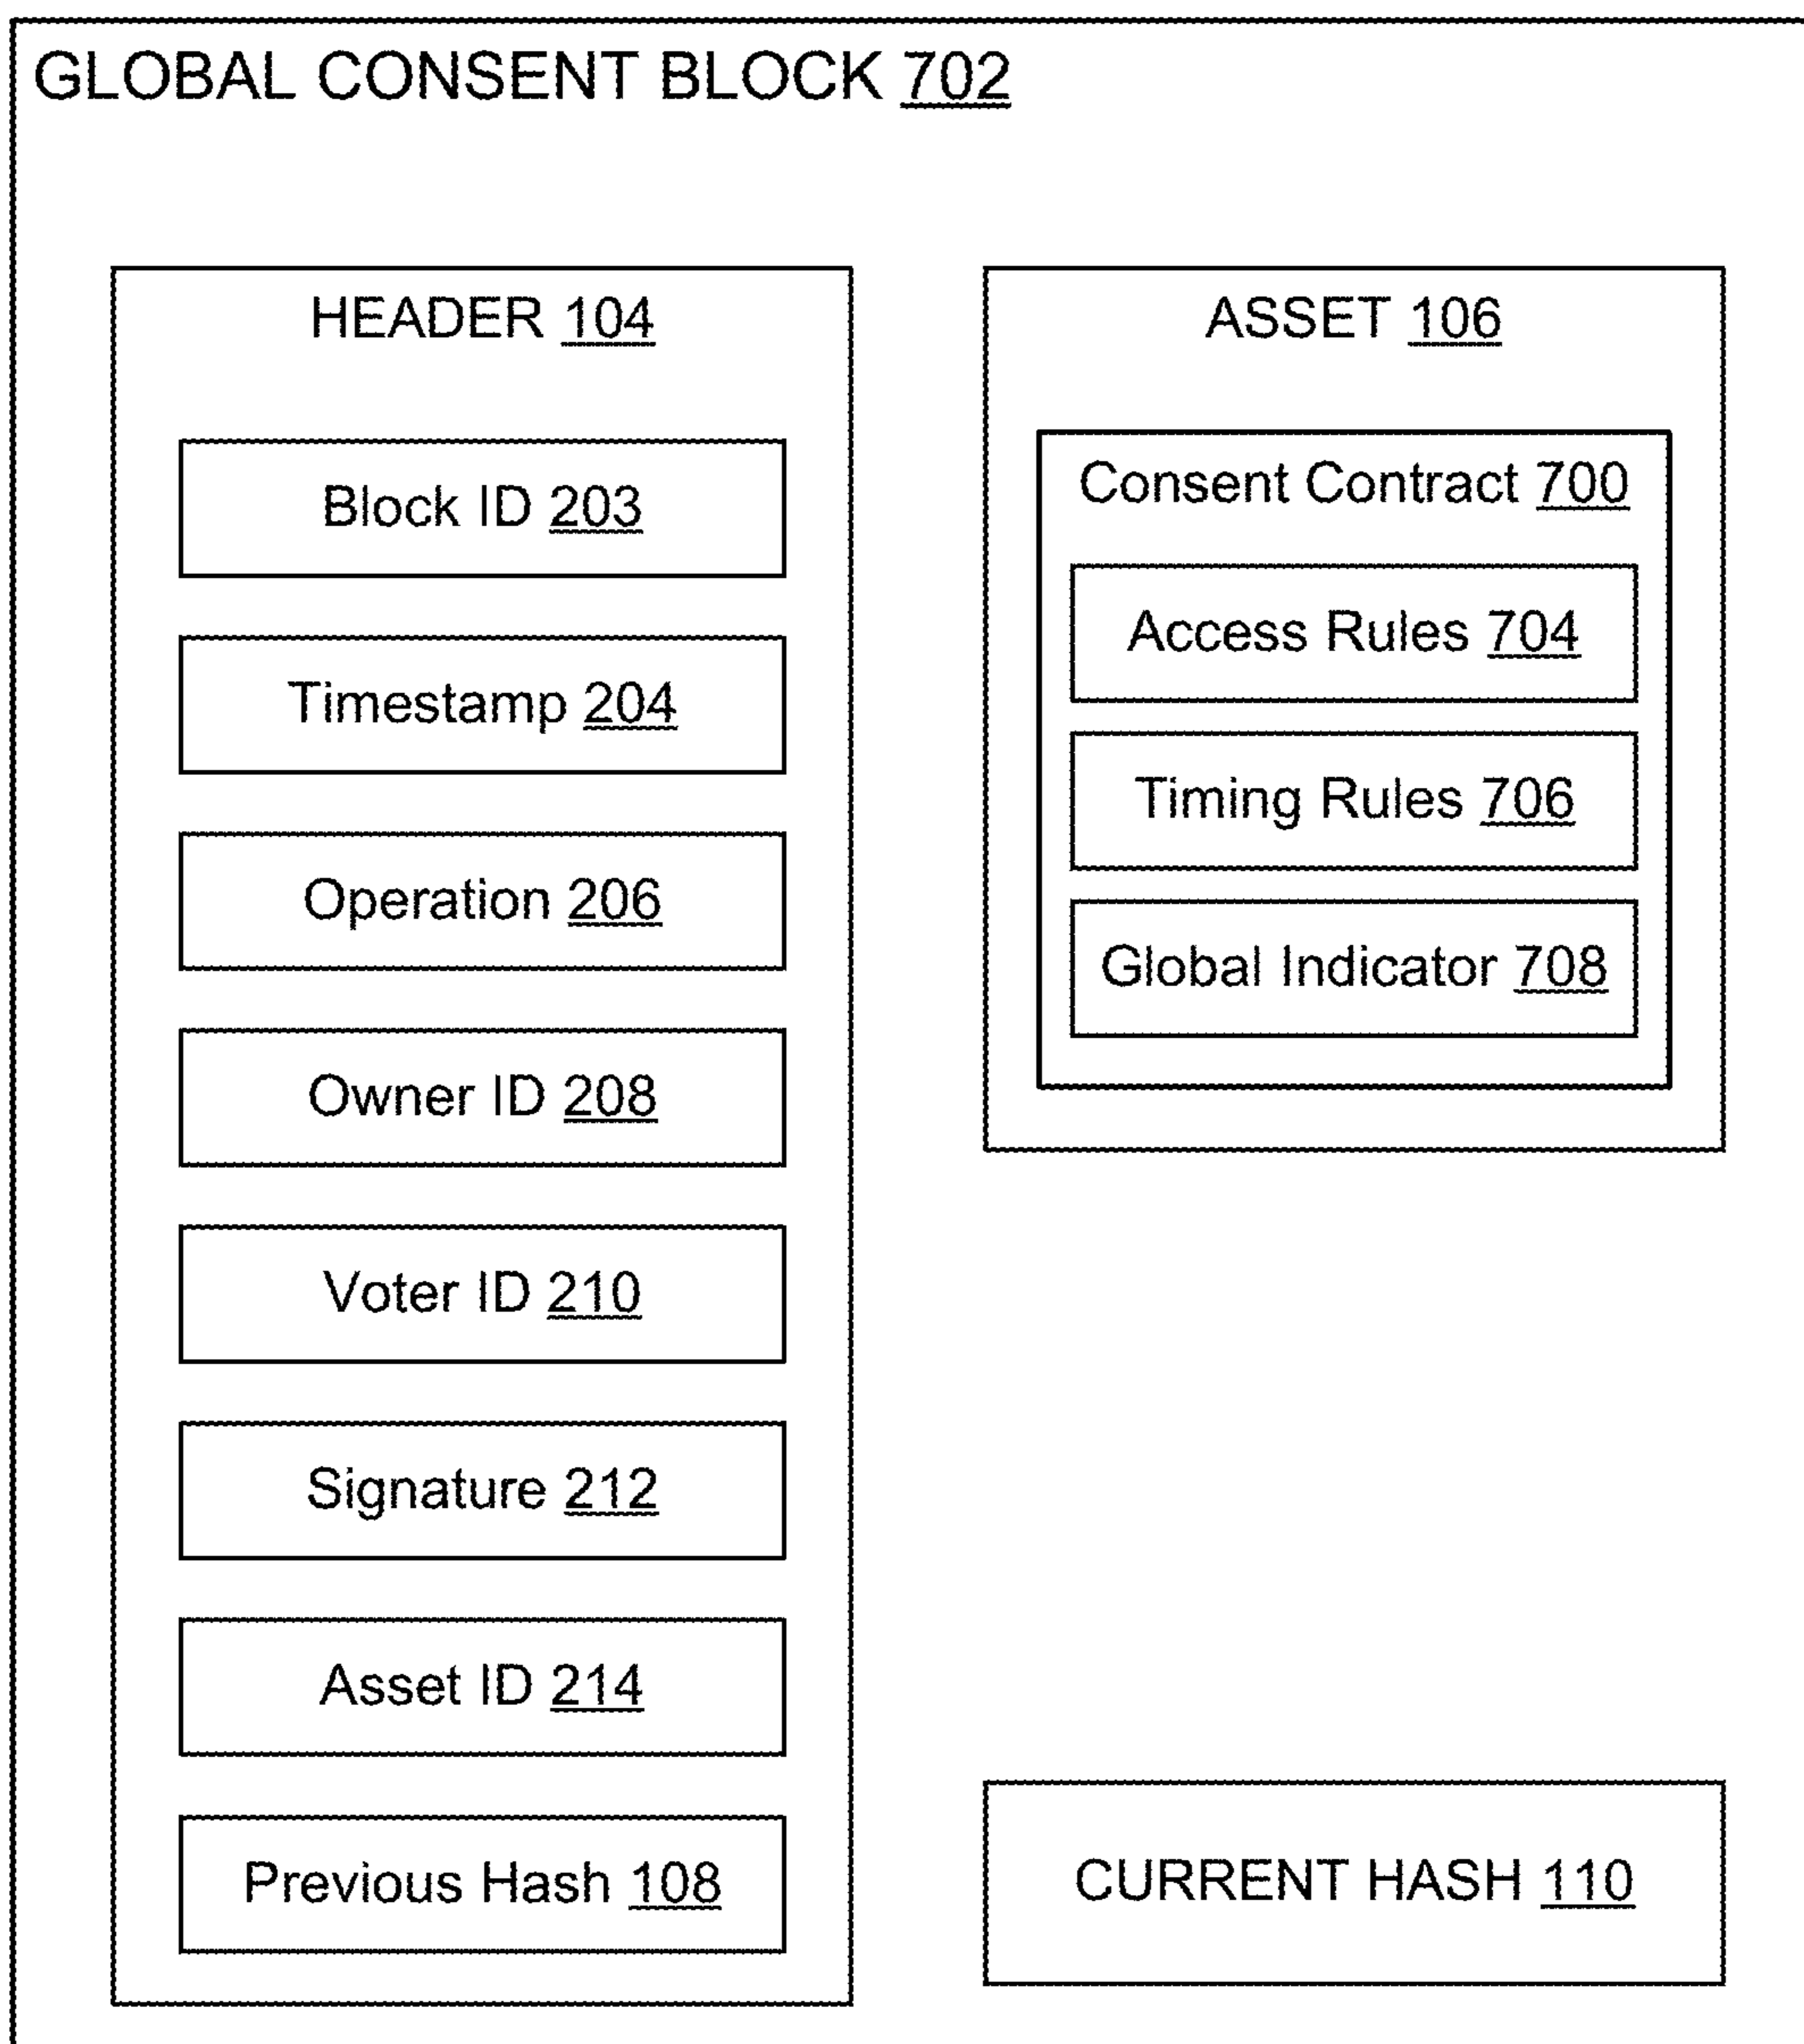 GLOBAL CONSENT BLOCK 702
HEADER 104
Block ID 203
Timestamp 204
Operation 206
Owner ID 208
Voter ID 210
Signature 212
Asset ID 214
Previous Hash 108
ASSET 106
Consent Contract 700
Access Rules 704
Timing Rules 706
Global Indicator 708
CURRENT HASH 110